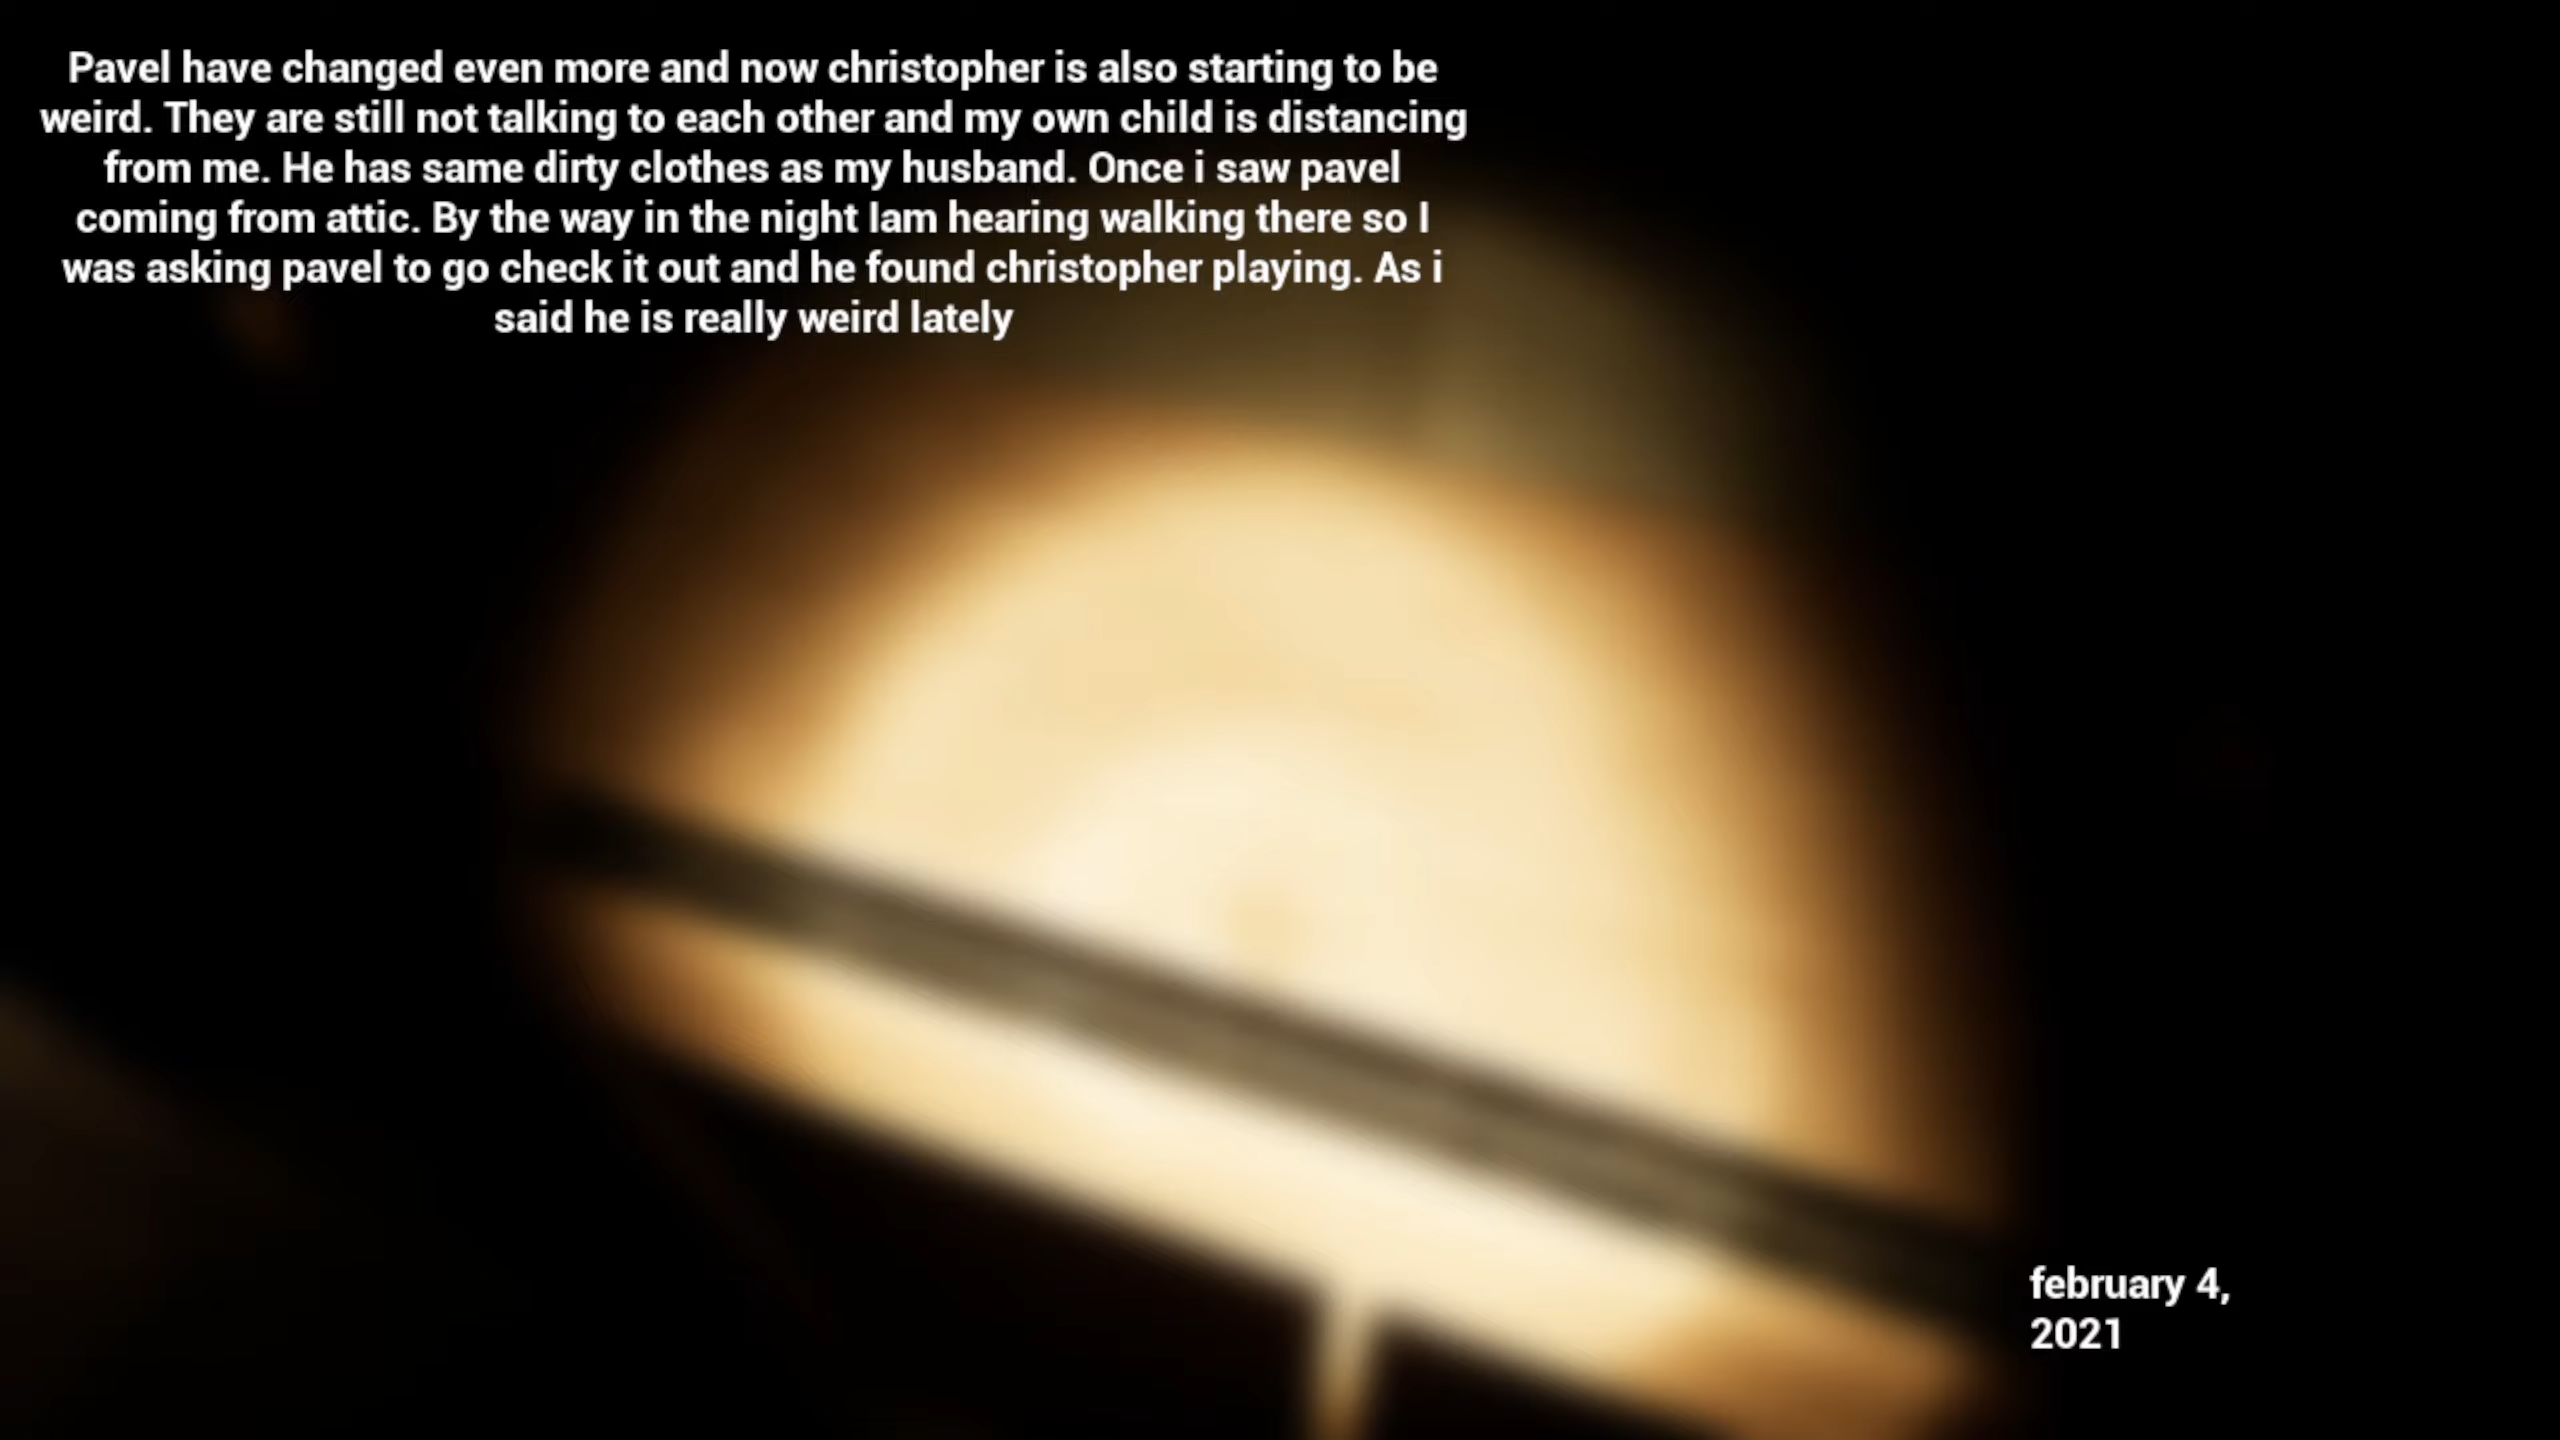 Pavel have changed even more and now christopher is also starting to be
weird. They are still not talking to each other and my own child is distancing
from me. He has same dirty clothes as my husband. Once i saw pavel
coming from attic. By the way in the night Iam hearing walking there so I
was asking pavel to go check it out and he found christopher playing. As i
said he is really weird lately
february 4,
2021